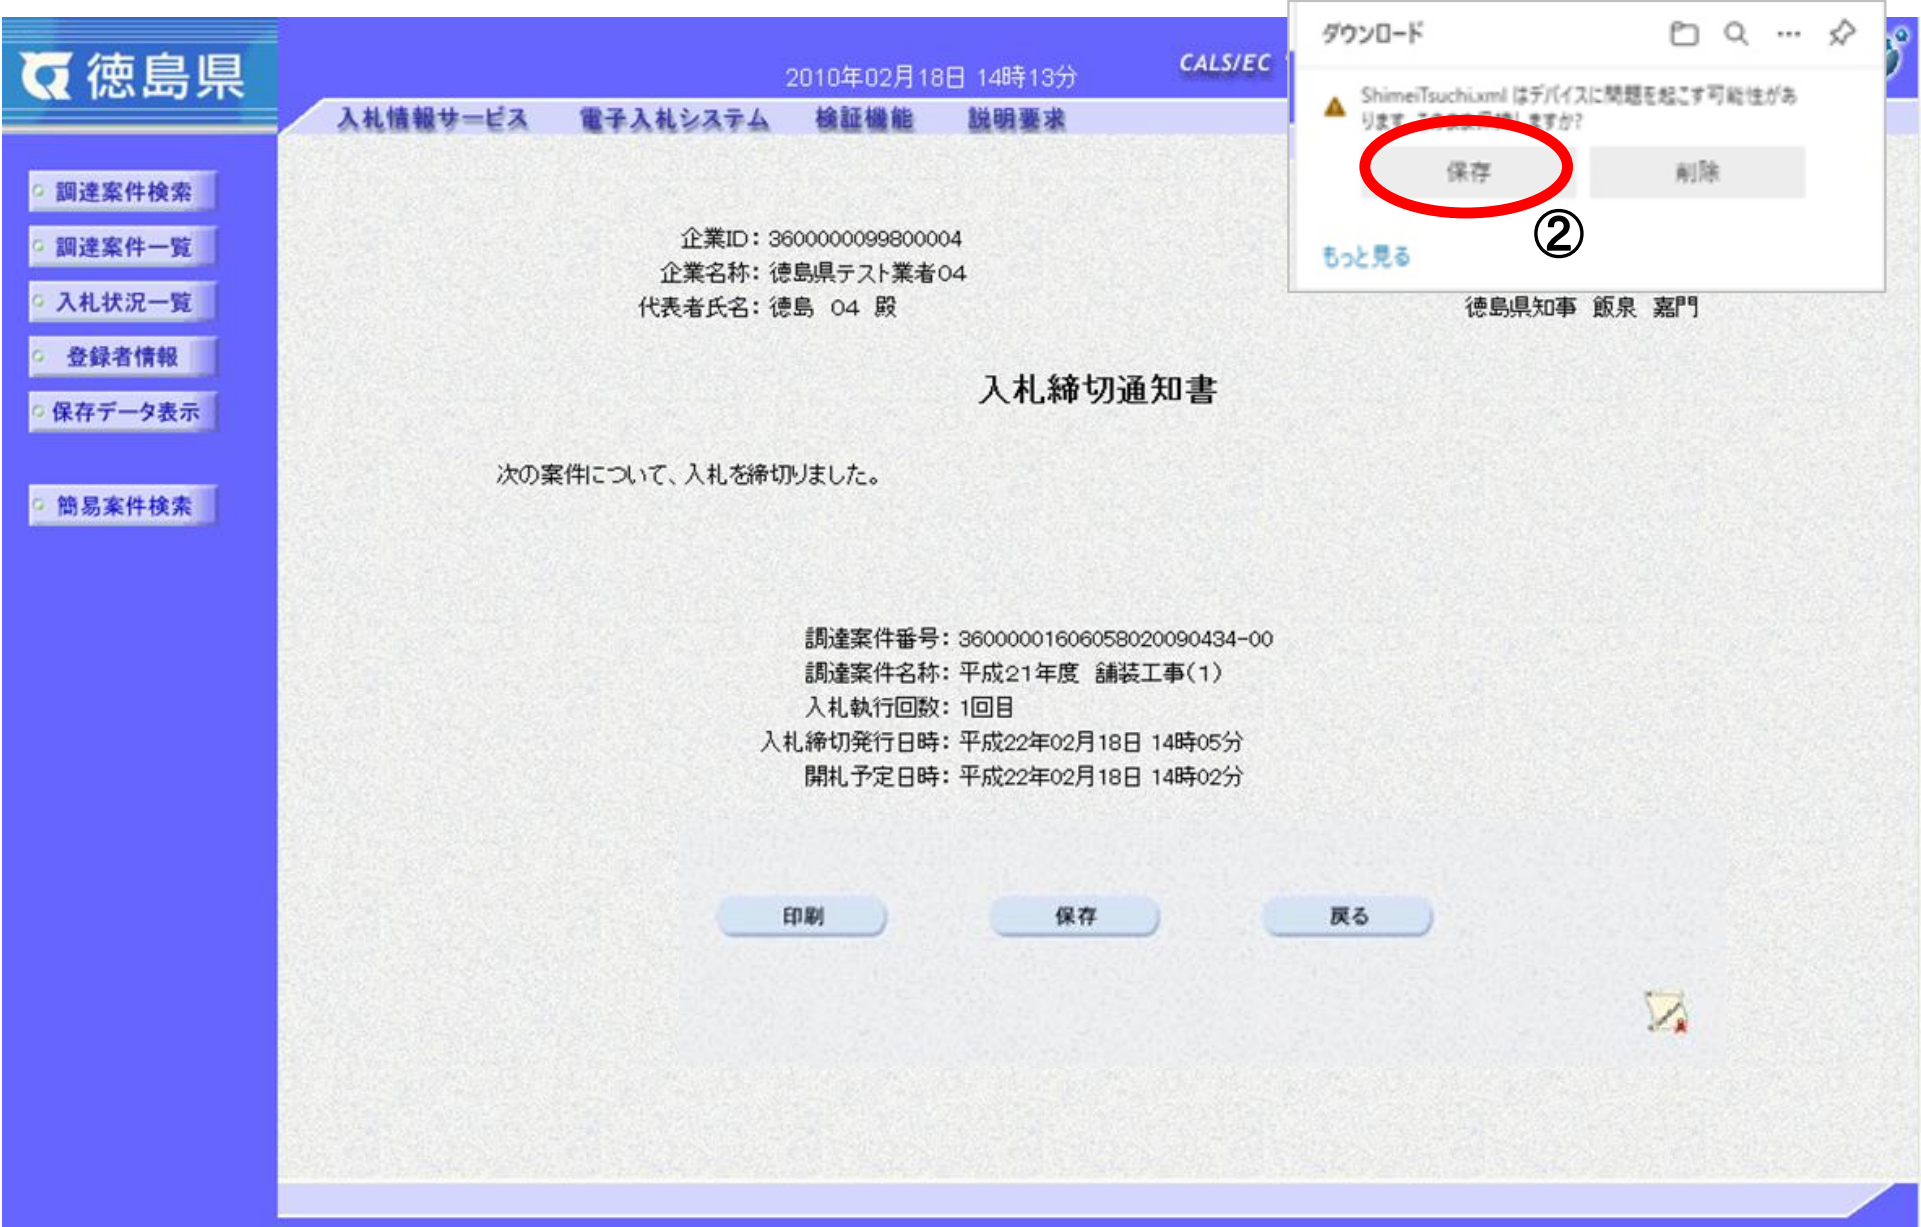 徳島県
2010年02月18日 14時13分
CALS/EC
入札情報サービス 電子入札システム 検証機能 説明要求
ダウンロード
ShimeiTsuchi.xml はデバイスに問題を起こす可能性があ
ります。このまま保存しますか?
保存 削除
②
もっと見る
調達案件検索
調達案件一覧
入札状況一覧
登録者情報
保存データ表示
簡易案件検索
企業ID: 3600000099800004
企業名称: 徳島県テスト業者04
代表者氏名: 徳島 04 殿
徳島県知事 飯泉 嘉門
入札締切通知書
次の案件について、入札を締切りました。
調達案件番号: 36000001606058020090434-00
調達案件名称: 平成21年度 舗装工事(1)
入札執行回数: 1回目
入札締切発行日時: 平成22年02月18日 14時05分
開札予定日時: 平成22年02月18日 14時02分
印刷 保存 戻る